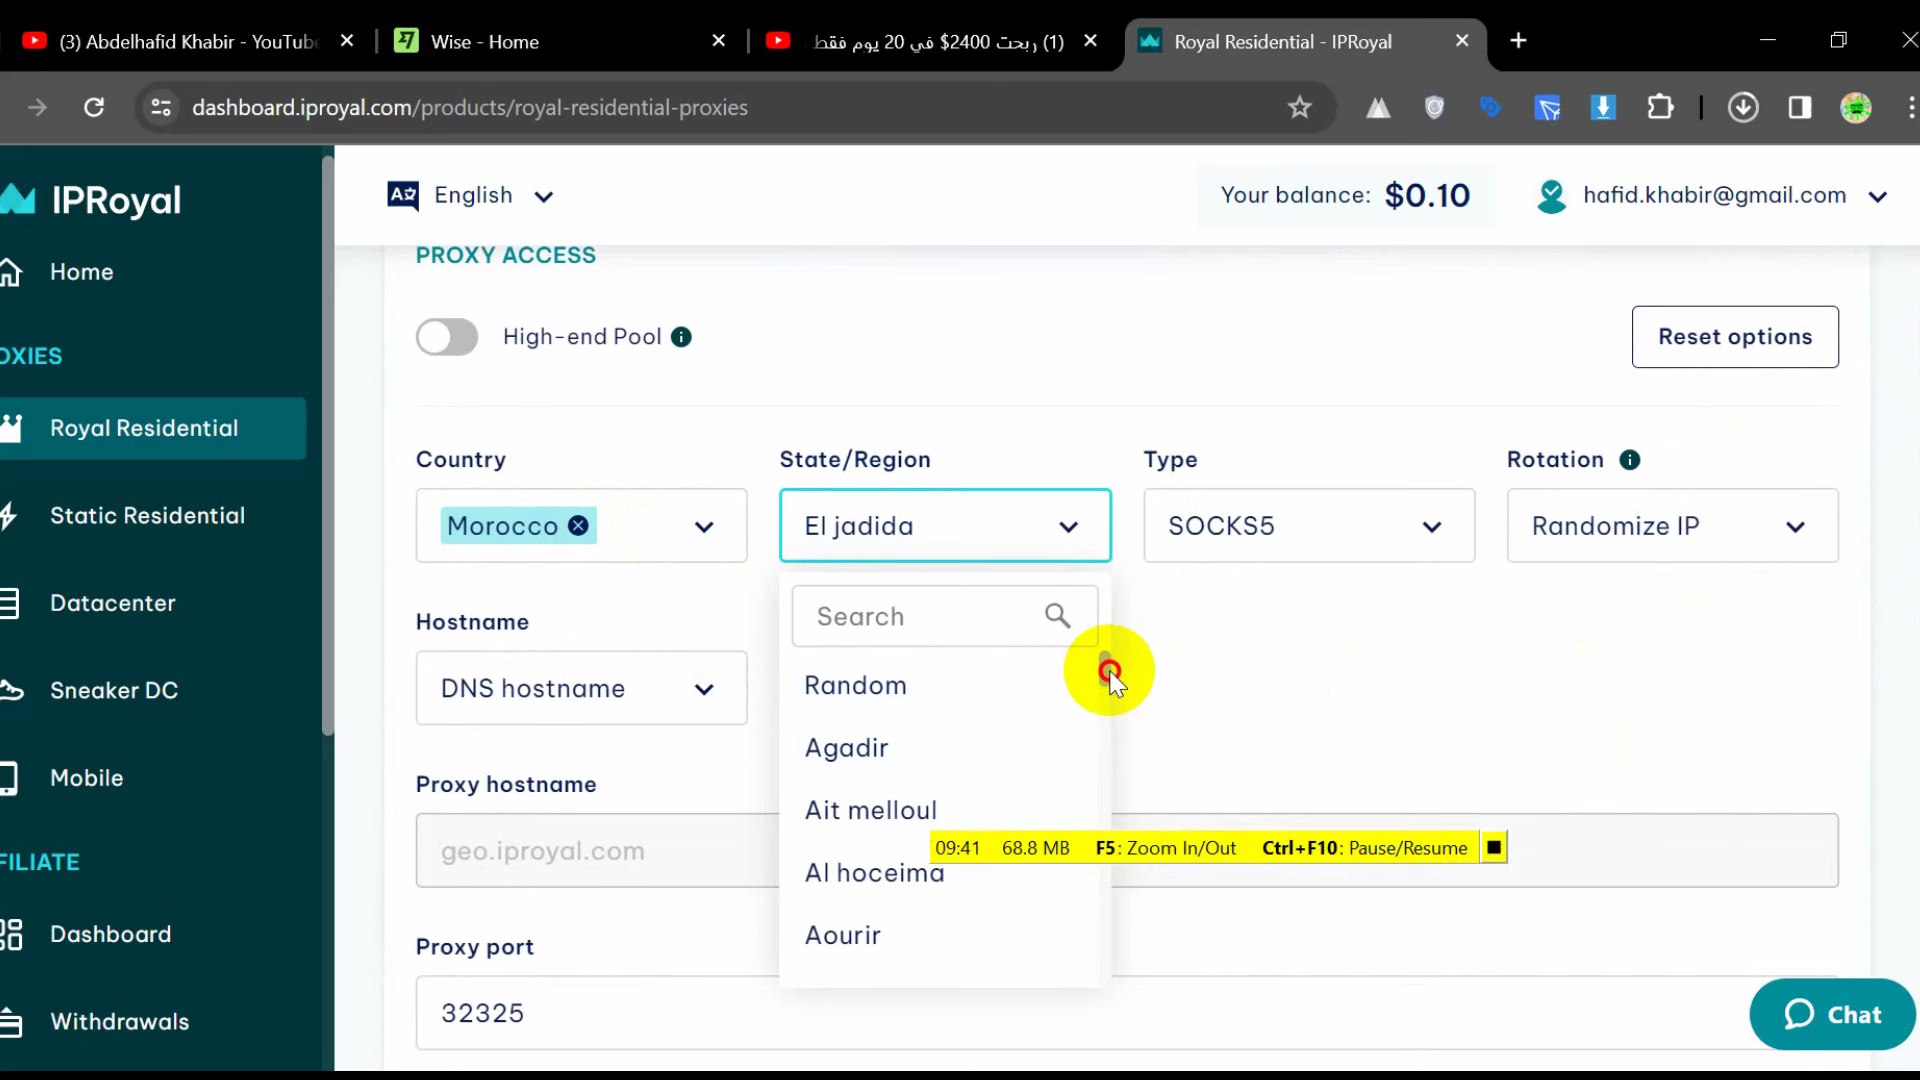 (3) Abdelhafid Khabir - YouTube
Wise - Home
(1) ربحت 2400$ في 20 يوم فقط
Royal Residential - IPRoyal
dashboard.iproyal.com/products/royal-residential-proxies
IPRoyal
English
Your balance: $0.10
hafid.khabir@gmail.com
Home
OXIES
Royal Residential
Static Residential
Datacenter
Sneaker DC
Mobile
FILIATE
Dashboard
Withdrawals
PROXY ACCESS
High-end Pool
Reset options
Country
State/Region
Type
Rotation
Morocco
El jadida
SOCKS5
Randomize IP
Hostname
DNS hostname
Search
Random
Agadir
Ait melloul
Al hoceima
Aourir
Proxy hostname
geo.iproyal.com
09:41 68.8 MB F5: Zoom In/Out Ctrl+F10: Pause/Resume
Proxy port
32325
Chat